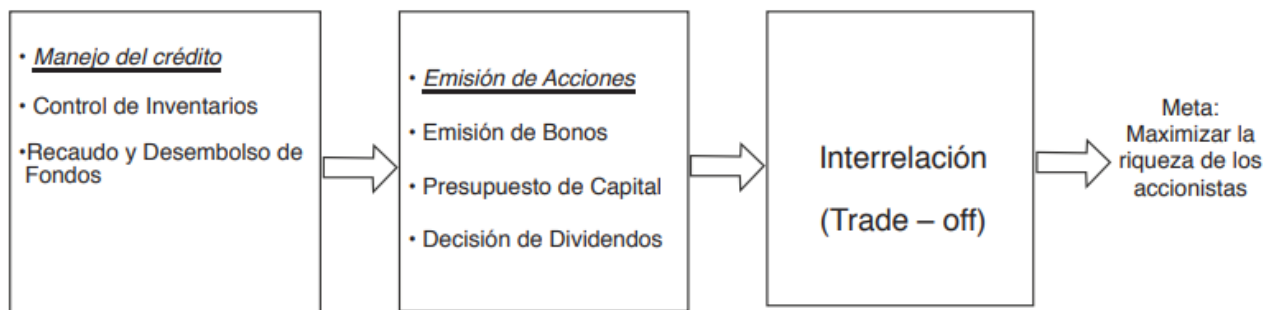 • Manejo del crédito
• Control de Inventarios
•Recaudo y Desembolso de
Fondos
• Emisión de Acciones
• Emisión de Bonos
• Presupuesto de Capital
• Decisión de Dividendos
Interrelación
(Trade – off)
Meta:
Maximizar la
riqueza de los
accionistas